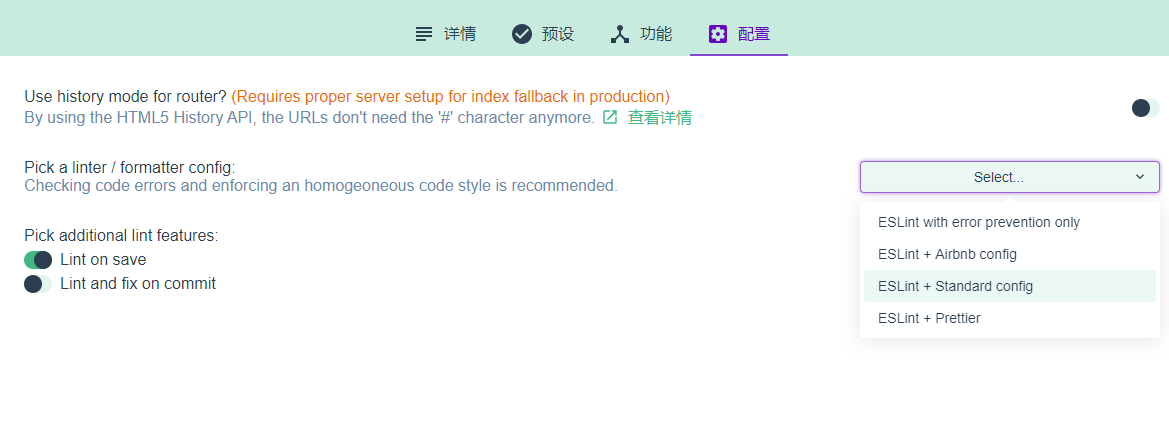 详情 预设 功能 配置
Use history mode for router? (Requires proper server setup for index fallback in production)
By using the HTML5 History API, the URLs don't need the '#' character anymore. 查看详情
Pick a linter / formatter config:
Checking code errors and enforcing an homogeoneous code style is recommended.
Select...
ESLint with error prevention only
ESLint + Airbnb config
ESLint + Standard config
ESLint + Prettier
Pick additional lint features:
Lint on save
Lint and fix on commit